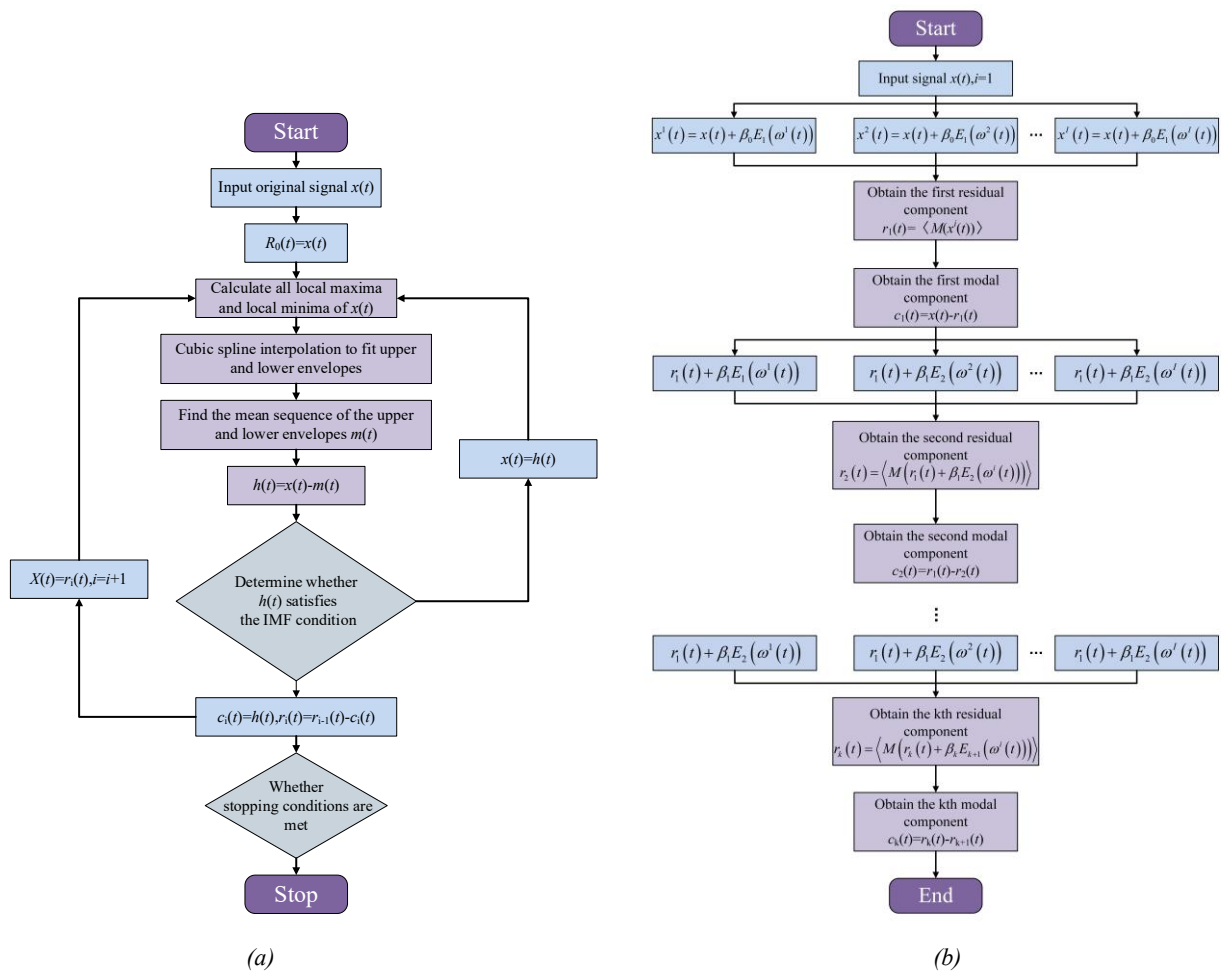 Start
Input original signal x(t)
R₀(t)=x(t)
Calculate all local maxima
and local minima of x(t)
Cubic spline interpolation to fit upper
and lower envelopes
Find the mean sequence of the upper
and lower envelopes m(t)
h(t)=x(t)-m(t)
x(t)=h(t)
Determine whether
h(t) satisfies
the IMF condition
X(t)=rᵢ(t),i=i+1
cᵢ(t)=h(t),rᵢ(t)=rᵢ₋₁(t)-cᵢ(t)
Whether
stopping conditions are
met
Stop
(a)
Start
Input signal x(t),i=1
x¹(t)=x(t)+β₀E₁(ω¹(t))
x²(t)=x(t)+β₀E₁(ω²(t))
...
xᴵ(t)=x(t)+β₀E₁(ωᴵ(t))
Obtain the first residual
component
r₁(t)=〈M(xⁱ(t))〉
Obtain the first modal
component
c₁(t)=x(t)-r₁(t)
r₁(t)+β₁E₁(ω¹(t))
r₁(t)+β₁E₂(ω²(t))
...
r₁(t)+β₁E₂(ωᴵ(t))
Obtain the second residual
component
r₂(t)=⟨M(r₁(t)+β₁E₂(ωⁱ(t)))⟩
Obtain the second modal
component
c₂(t)=r₁(t)-r₂(t)
⋮
r₁(t)+β₁E₂(ω¹(t))
r₁(t)+β₁E₂(ω²(t))
...
r₁(t)+β₁E₂(ωᴵ(t))
Obtain the kth residual
component
rₖ(t)=⟨M(rₖ(t)+βₖEₖ₊₁(ωⁱ(t)))⟩
Obtain the kth modal
component
cₖ(t)=rₖ(t)-rₖ₊₁(t)
End
(b)